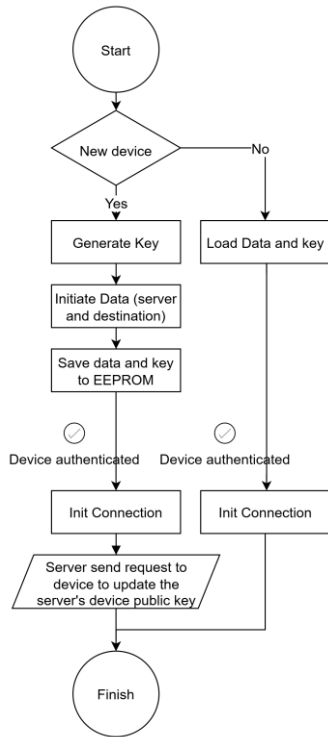 Start
New device
No
Yes
Generate Key
Load Data and key
Initiate Data (server
and destination)
Save data and key
to EEPROM
Device authenticated
Device authenticated
Init Connection
Init Connection
Server send request to
device to update the
server's device public key
Finish